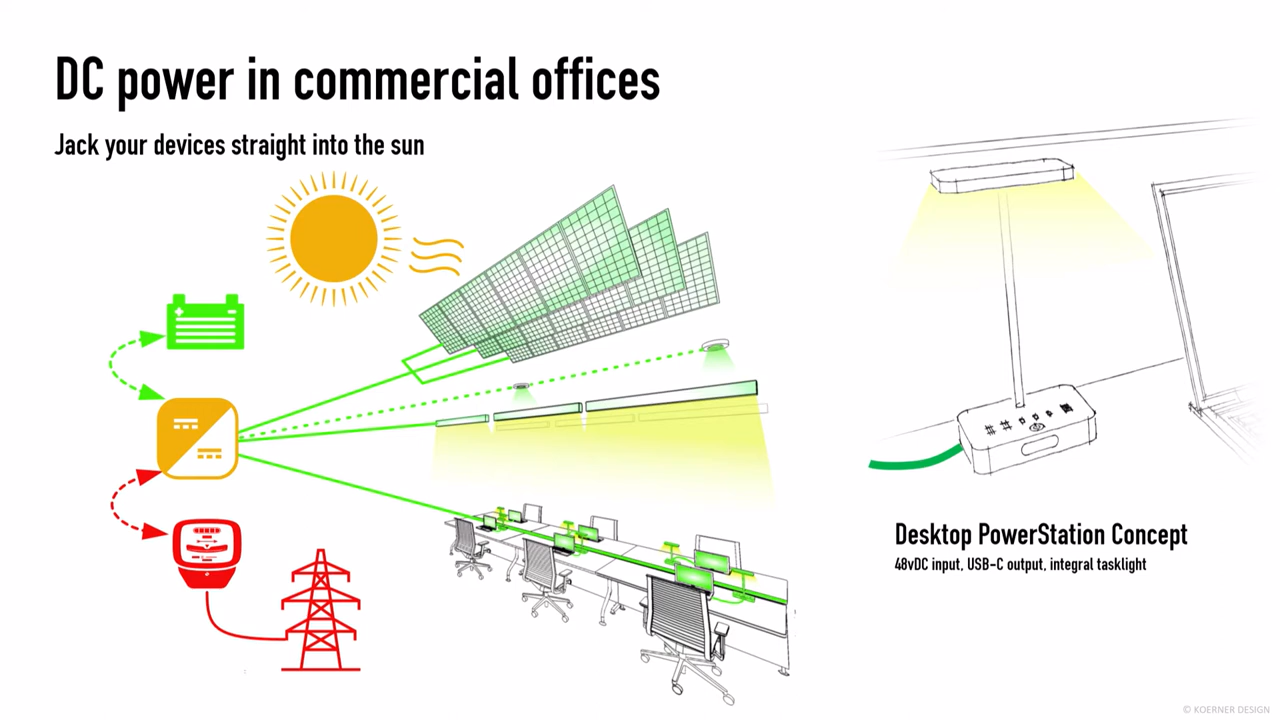 DC power in commercial offices
Jack your devices straight into the sun
Desktop PowerStation Concept
48vDC input, USB-C output, integral tasklight
© KOERNER DESIGN